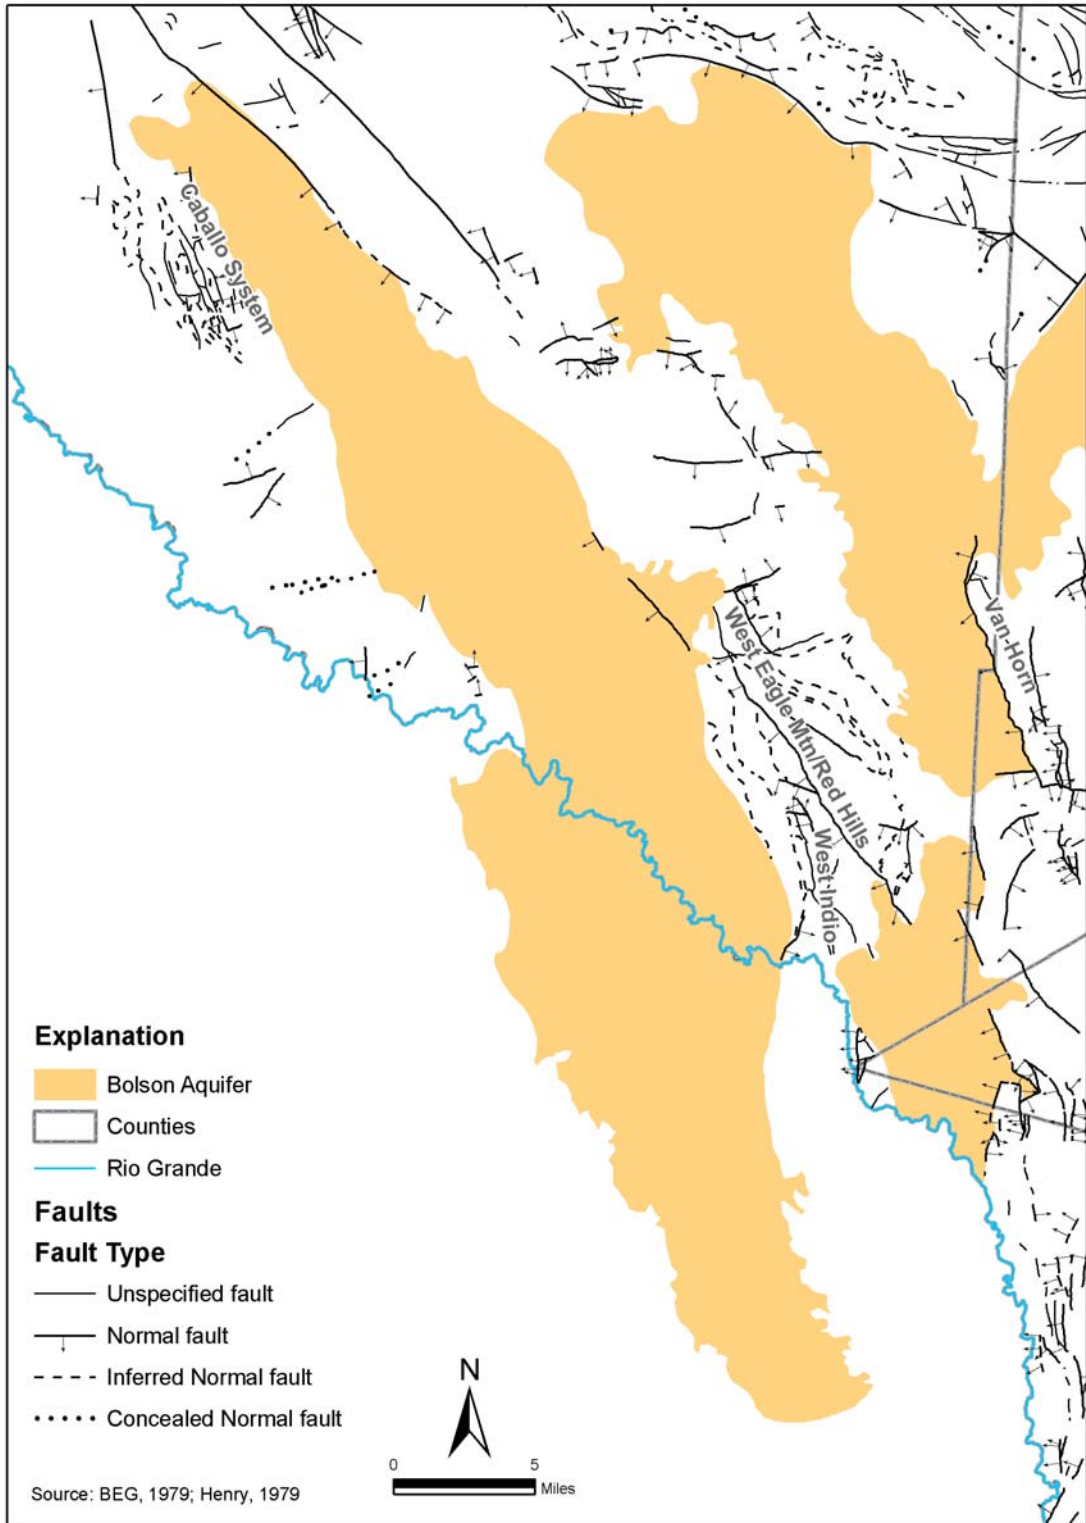 Caballo System
West Eagle Mtn/Red Hills
Van-Horn
West Indio
Explanation
Bolson Aquifer
Counties
Rio Grande
Faults
Fault Type
Unspecified fault
Normal fault
Inferred Normal fault
Concealed Normal fault
N
0 5
Miles
Source: BEG, 1979; Henry, 1979